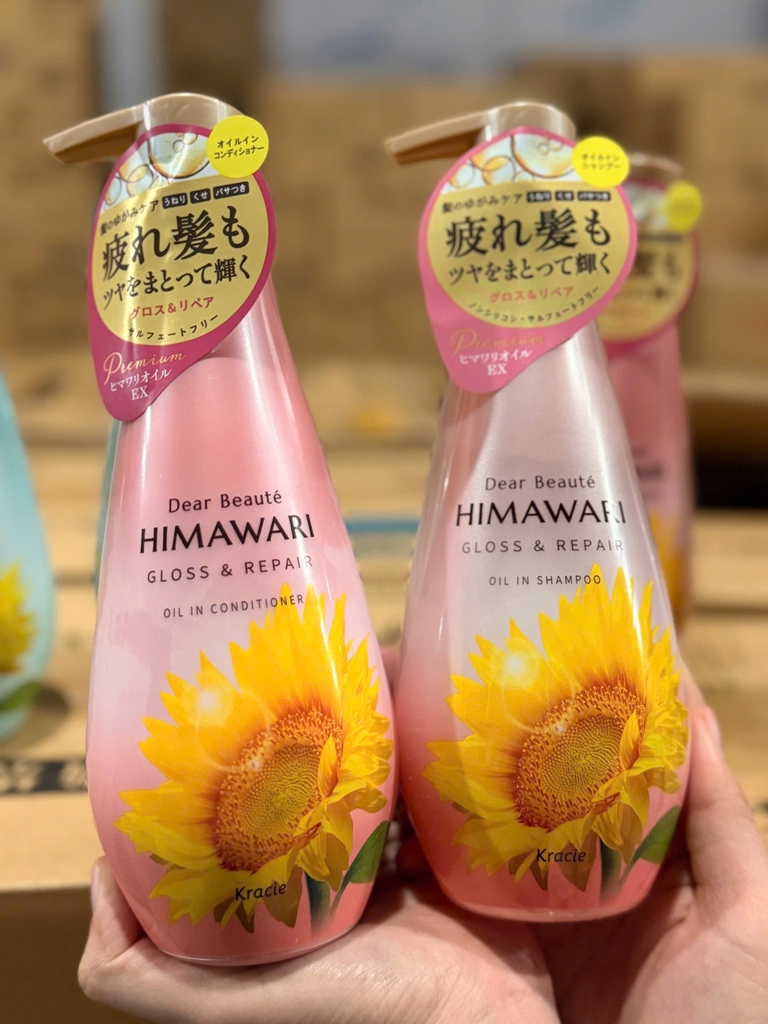 オイルイン
コンディショナー
髪のゆがみケア うねり くせ パサつき
疲れ髪も
ツヤをまとって輝く
グロス&リペア
サルフェートフリー
Premium
ヒマワリオイル
EX
Dear Beauté
HIMAWARI
GLOSS & REPAIR
OIL IN CONDITIONER
Kracie
オイルイン
シャンプー
髪のゆがみケア うねり くせ パサつき
疲れ髪も
ツヤをまとって輝く
グロス&リペア
ノンシリコン・サルフェートフリー
Premium
ヒマワリオイル
EX
Dear Beauté
HIMAWARI
GLOSS & REPAIR
OIL IN SHAMPOO
Kracie
髪も